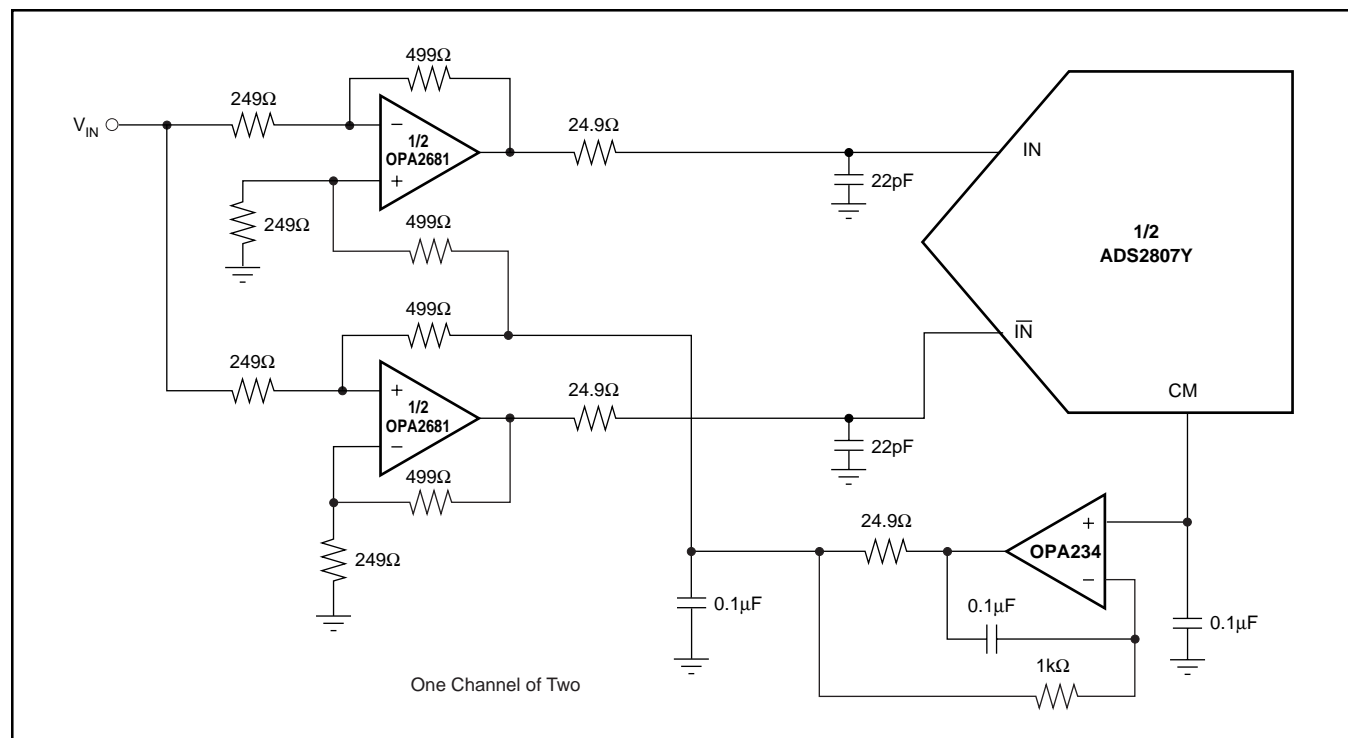 499Ω
249Ω
V_IN
1/2
OPA2681
24.9Ω
IN
22pF
249Ω
499Ω
1/2
ADS2807Y
499Ω
249Ω
I̅N̅
24.9Ω
CM
1/2
OPA2681
22pF
499Ω
24.9Ω
OPA234
249Ω
0.1µF
0.1µF
0.1µF
1kΩ
One Channel of Two
+
−
+
−
+
−